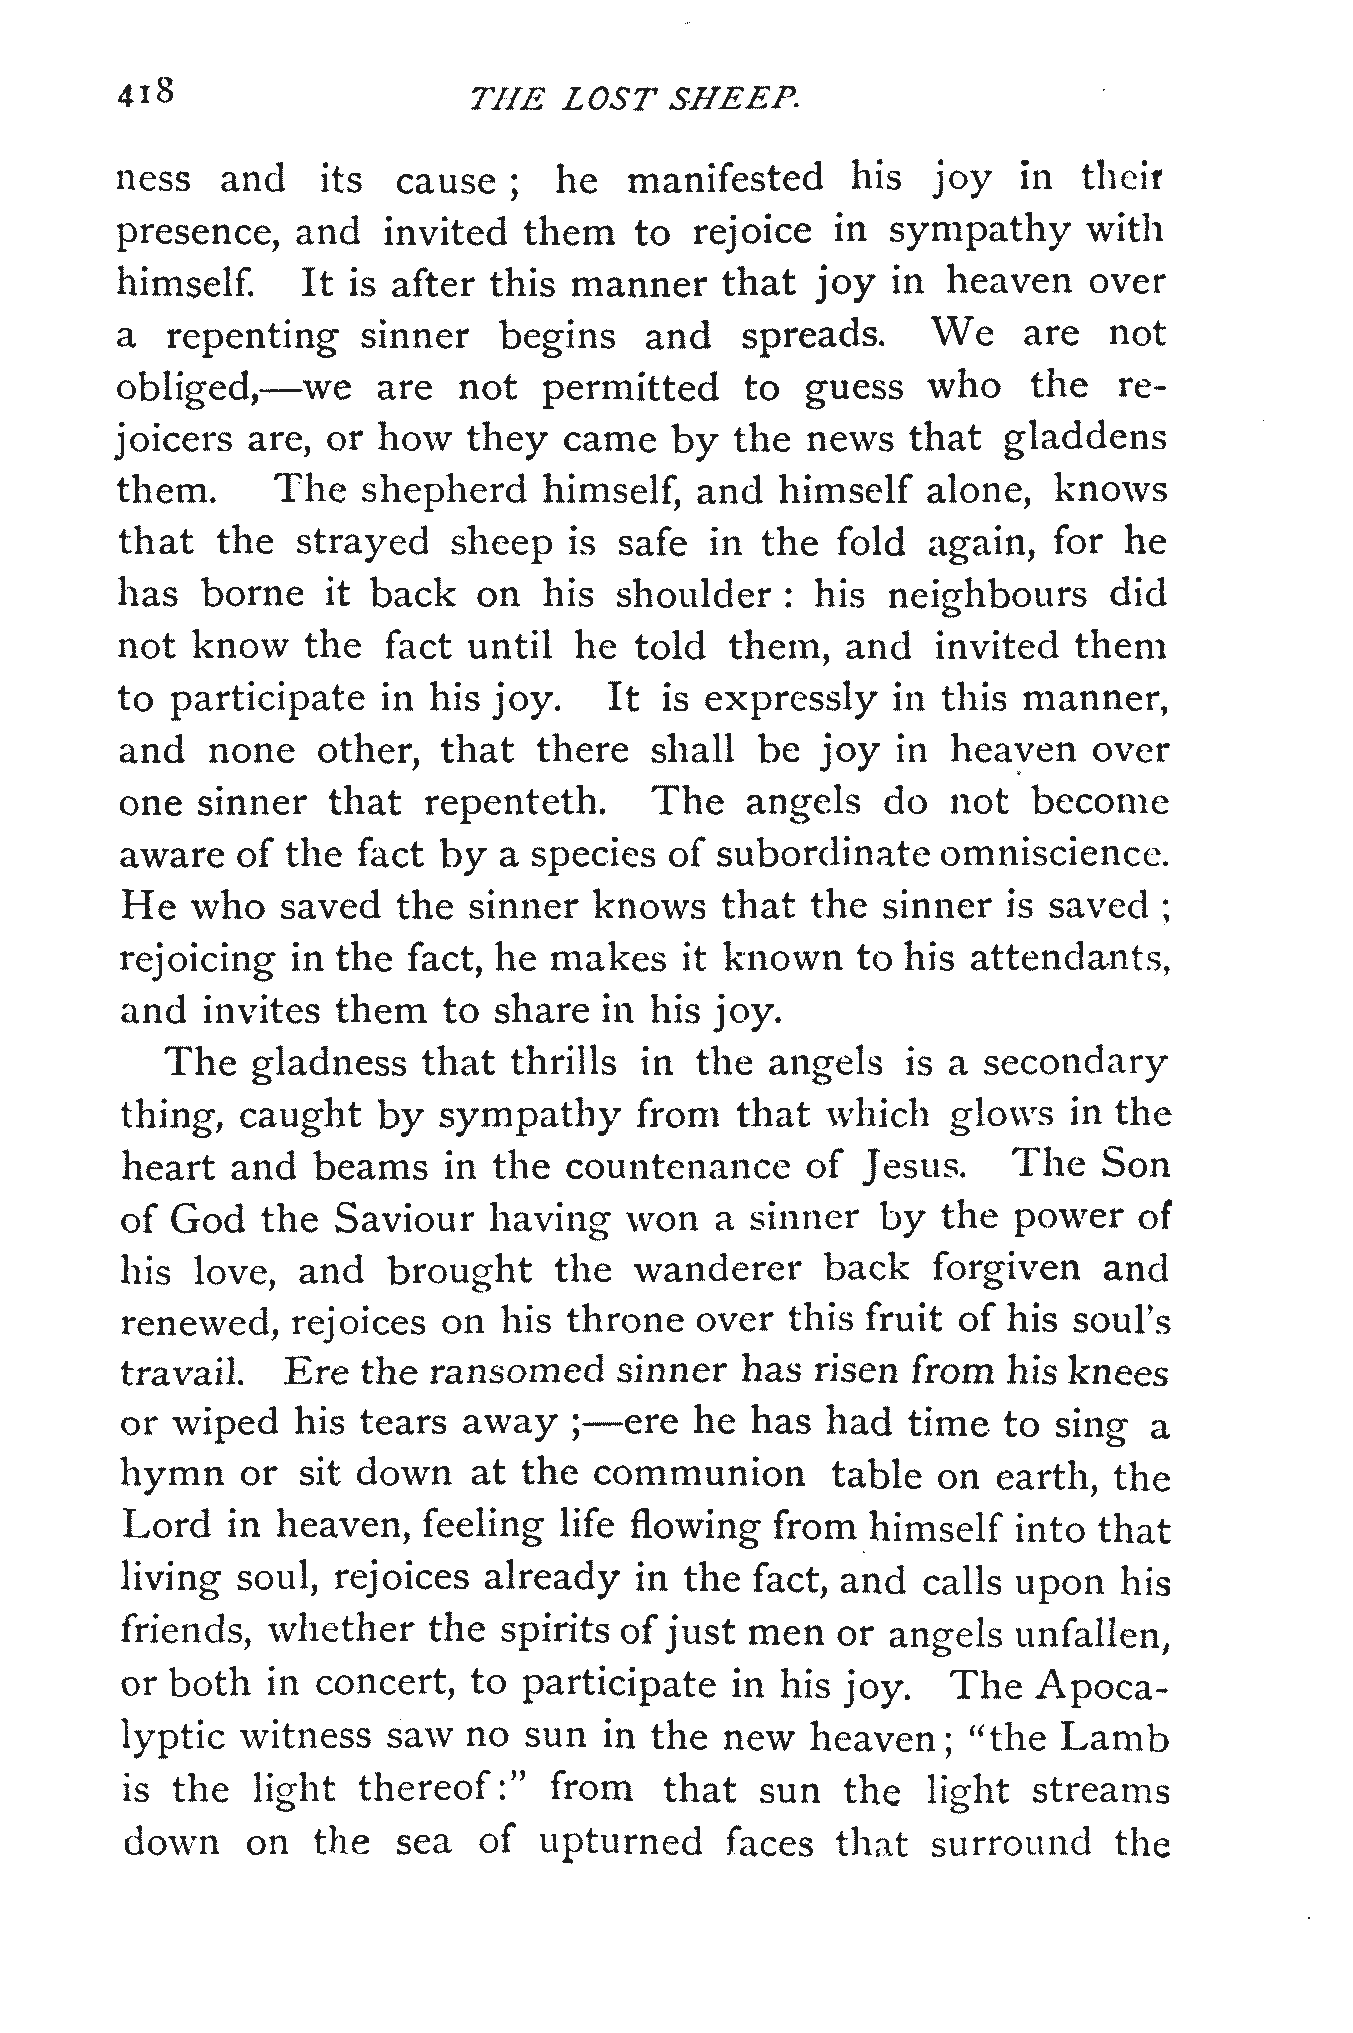 418 THE LOST SHEEP.
ness and its cause ; he manifested his joy in their
presence, and invited them to rejoice in sympathy with
himself. It is after this manner that joy in heaven over
a repenting sinner begins and spreads. We are not
obliged,—we are not permitted to guess who the re-
joicers are, or how they came by the news that gladdens
them. The shepherd himself, and himself alone, knows
that the strayed sheep is safe in the fold again, for he
has borne it back on his shoulder : his neighbours did
not know the fact until he told them, and invited them
to participate in his joy. It is expressly in this manner,
and none other, that there shall be joy in heaven over
one sinner that repenteth. The angels do not become
aware of the fact by a species of subordinate omniscience.
He who saved the sinner knows that the sinner is saved ;
rejoicing in the fact, he makes it known to his attendants,
and invites them to share in his joy.
The gladness that thrills in the angels is a secondary
thing, caught by sympathy from that which glows in the
heart and beams in the countenance of Jesus. The Son
of God the Saviour having won a sinner by the power of
his love, and brought the wanderer back forgiven and
renewed, rejoices on his throne over this fruit of his soul's
travail. Ere the ransomed sinner has risen from his knees
or wiped his tears away ;—ere he has had time to sing a
hymn or sit down at the communion table on earth, the
Lord in heaven, feeling life flowing from himself into that
living soul, rejoices already in the fact, and calls upon his
friends, whether the spirits of just men or angels unfallen,
or both in concert, to participate in his joy. The Apoca-
lyptic witness saw no sun in the new heaven ; "the Lamb
is the light thereof :" from that sun the light streams
down on the sea of upturned faces that surround the